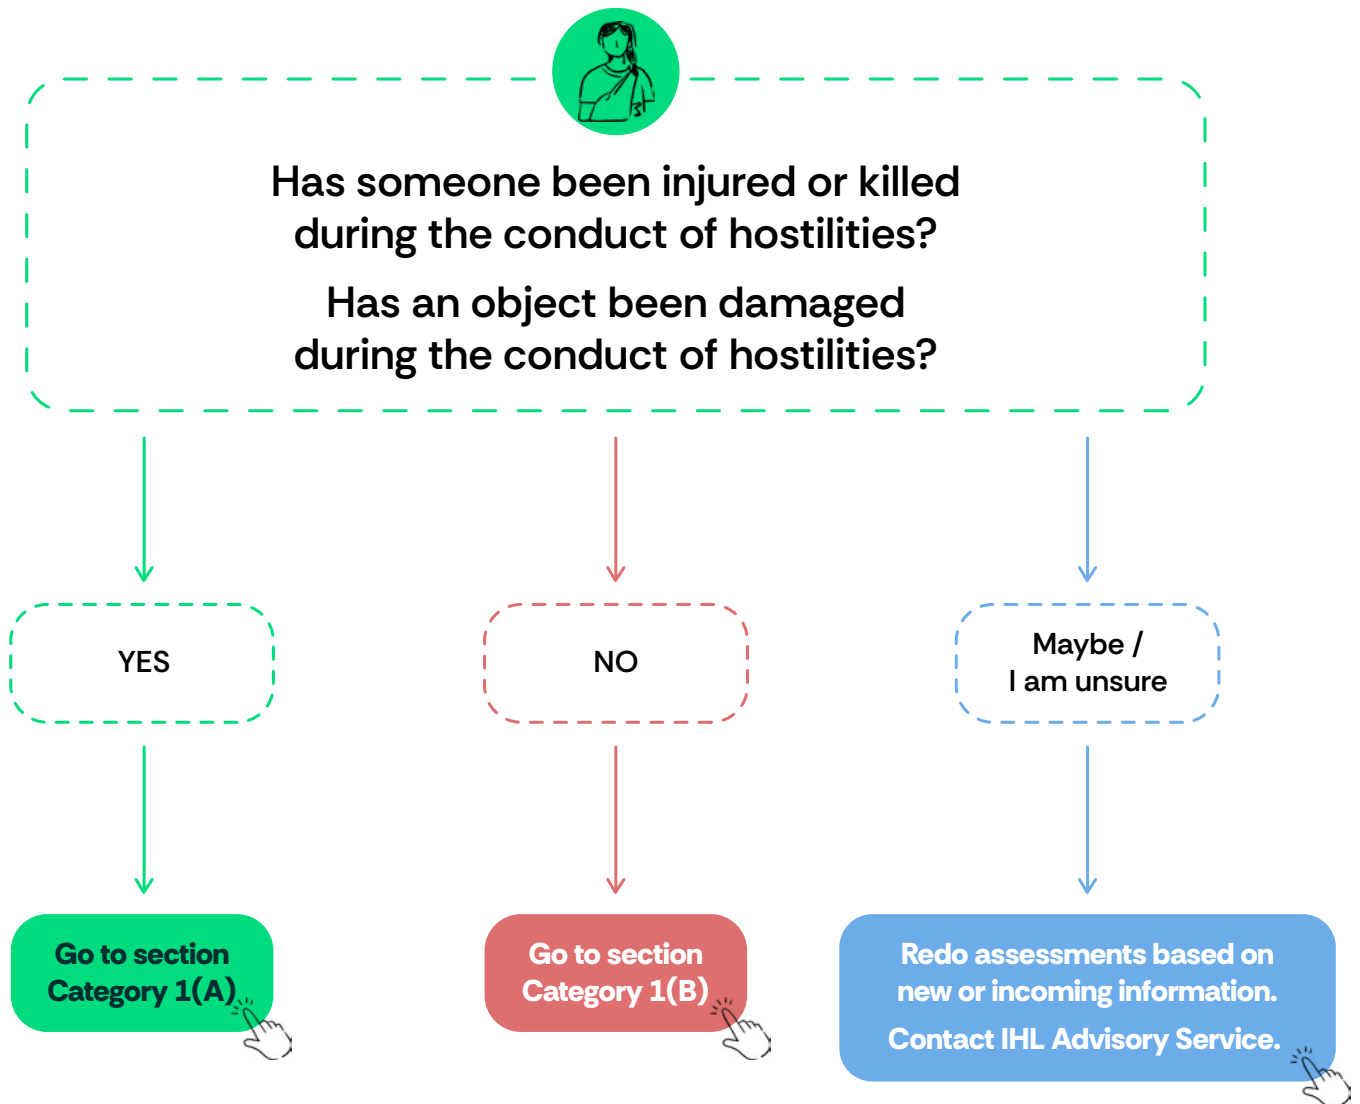 Has someone been injured or killed
during the conduct of hostilities?
Has an object been damaged
during the conduct of hostilities?
YES
NO
Maybe /
I am unsure
Go to section
Category 1(A)
Go to section
Category 1(B)
Redo assessments based on
new or incoming information.
Contact IHL Advisory Service.